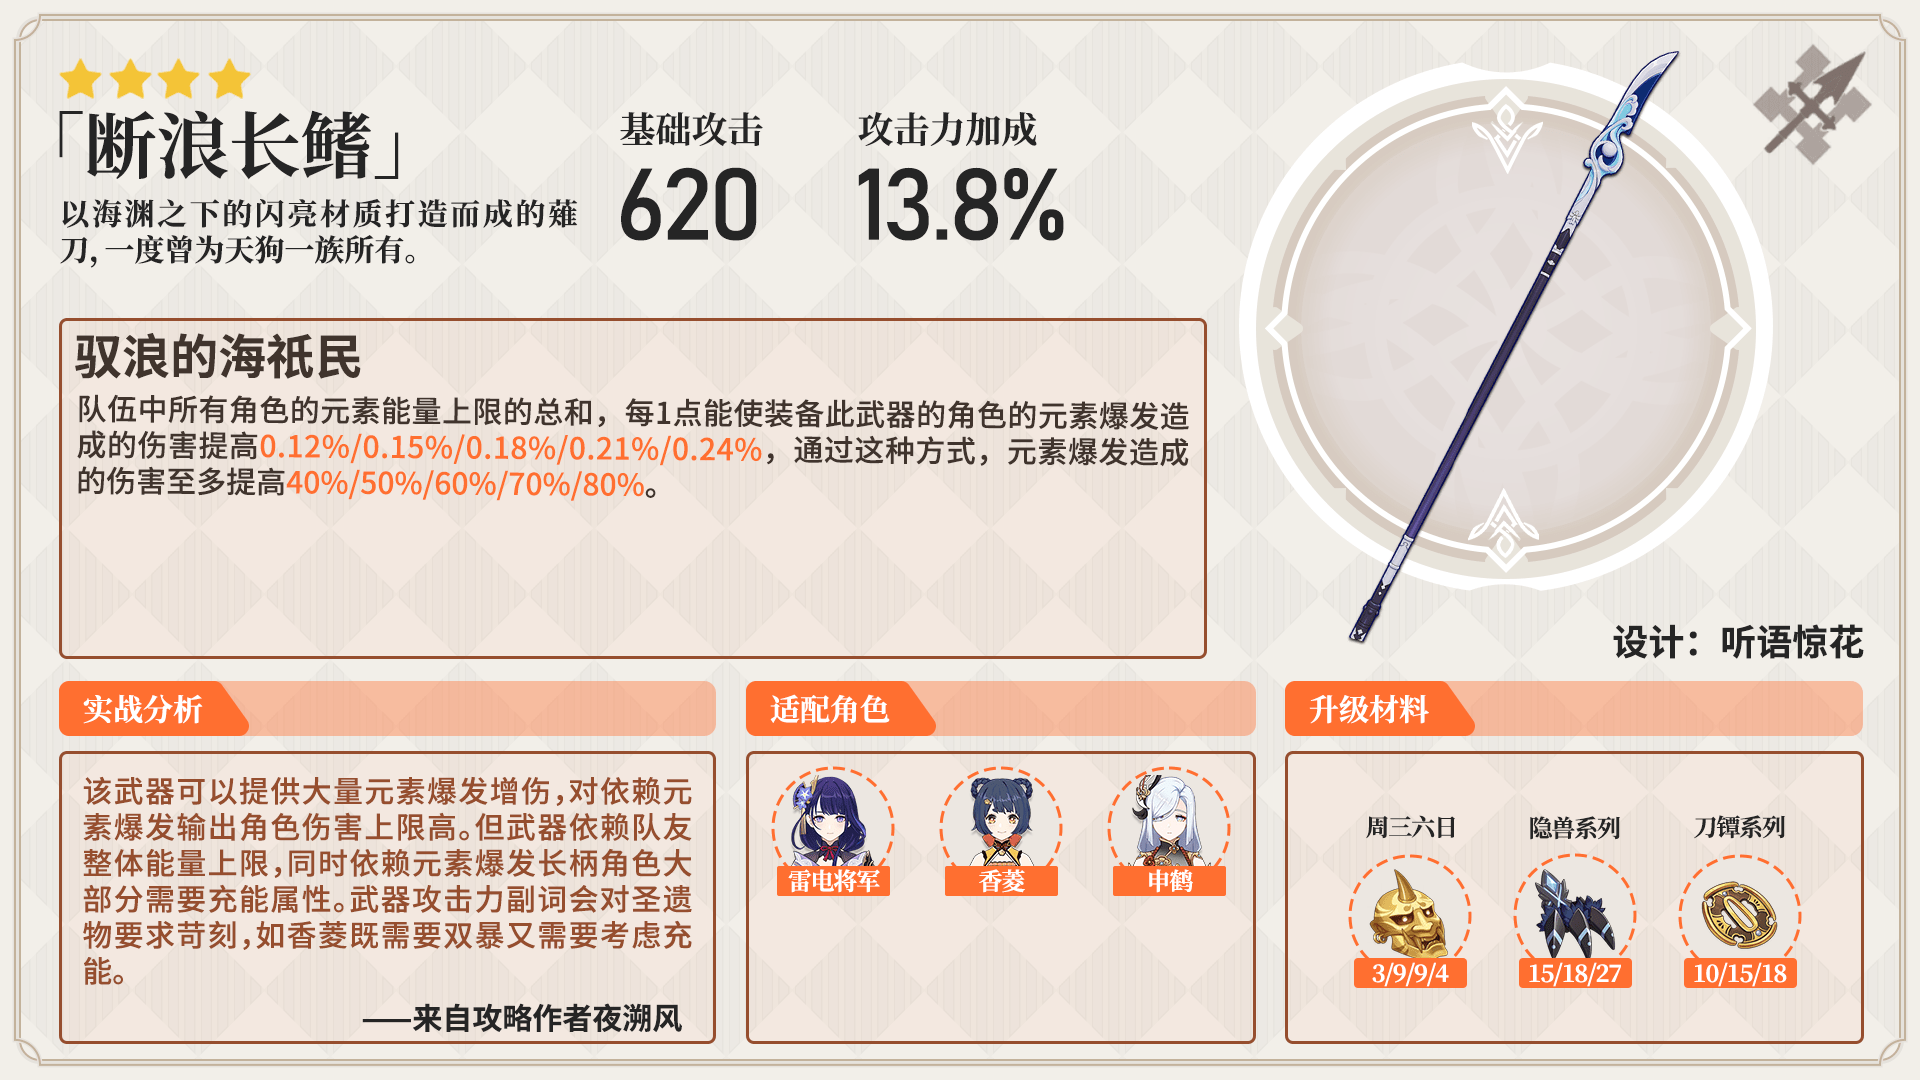 「断浪长鳍」
以海渊之下的闪亮材质打造而成的薙
刀，一度曾为天狗一族所有。
基础攻击
620
攻击力加成
13.8%
驭浪的海祇民
队伍中所有角色的元素能量上限的总和，每1点能使装备此武器的角色的元素爆发造
成的伤害提高0.12%/0.15%/0.18%/0.21%/0.24%，通过这种方式，元素爆发造成
的伤害至多提高40%/50%/60%/70%/80%。
设计：听语惊花
实战分析
该武器可以提供大量元素爆发增伤，对依赖元
素爆发输出角色伤害上限高。但武器依赖队友
整体能量上限，同时依赖元素爆发长柄角色大
部分需要充能属性。武器攻击力副词会对圣遗
物要求苛刻，如香菱既需要双暴又需要考虑充
能。
——来自攻略作者夜溯风
适配角色
雷电将军
香菱
申鹤
升级材料
周三六日
隐兽系列
刀镡系列
3/9/9/4
15/18/27
10/15/18